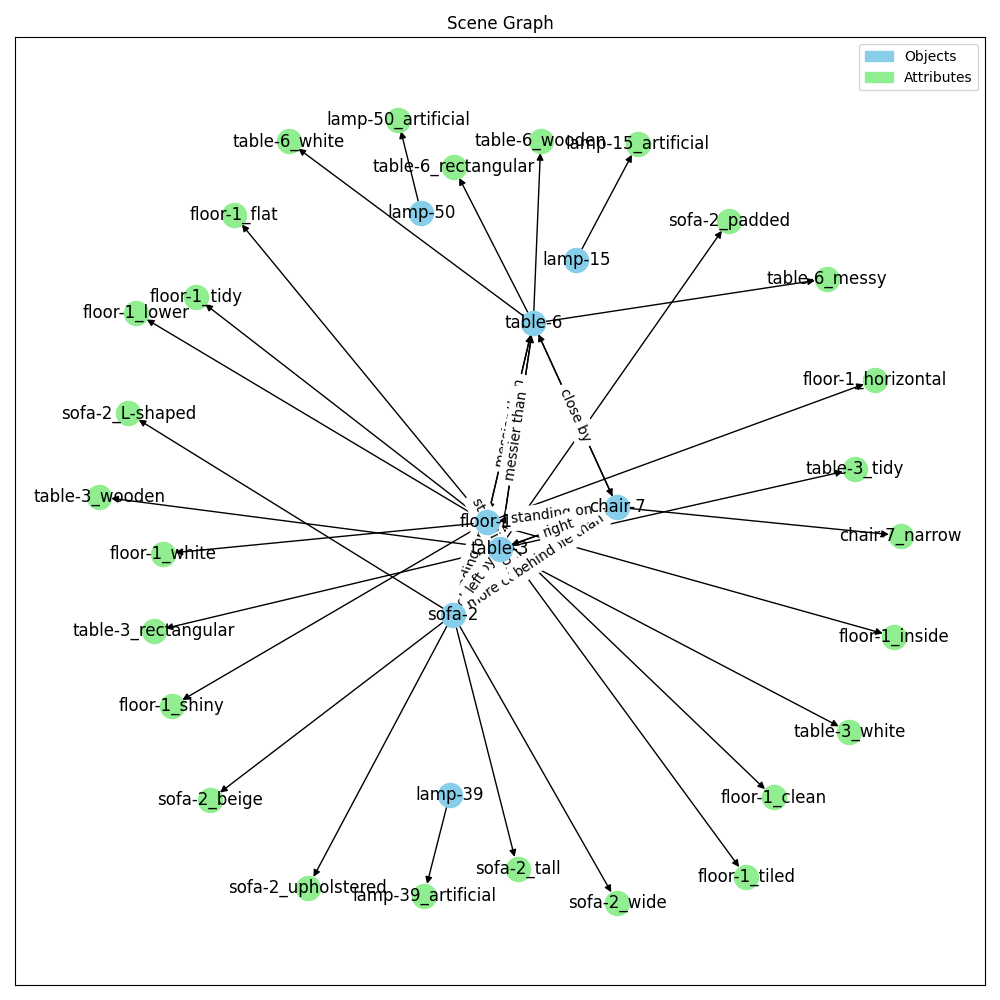 Scene Graph
Objects
Attributes
lamp-50_artificial
table-6_white
table-6_wooden
lamp-15_artificial
table-6_rectangular
lamp-50
floor-1_flat
sofa-2_padded
lamp-15
table-6_messy
floor-1_tidy
floor-1_lower
table-6
floor-1_horizontal
close by
messier than
sofa-2_L-shaped
table-3_tidy
table-3_wooden
chair-7
standing on
floor-1
right
chair-7_narrow
table-3
floor-1_white
behind
left
more
sofa-2
table-3_rectangular
floor-1_inside
floor-1_shiny
table-3_white
lamp-39
floor-1_clean
sofa-2_beige
sofa-2_tall
floor-1_tiled
sofa-2_upholstered
lamp-39_artificial
sofa-2_wide